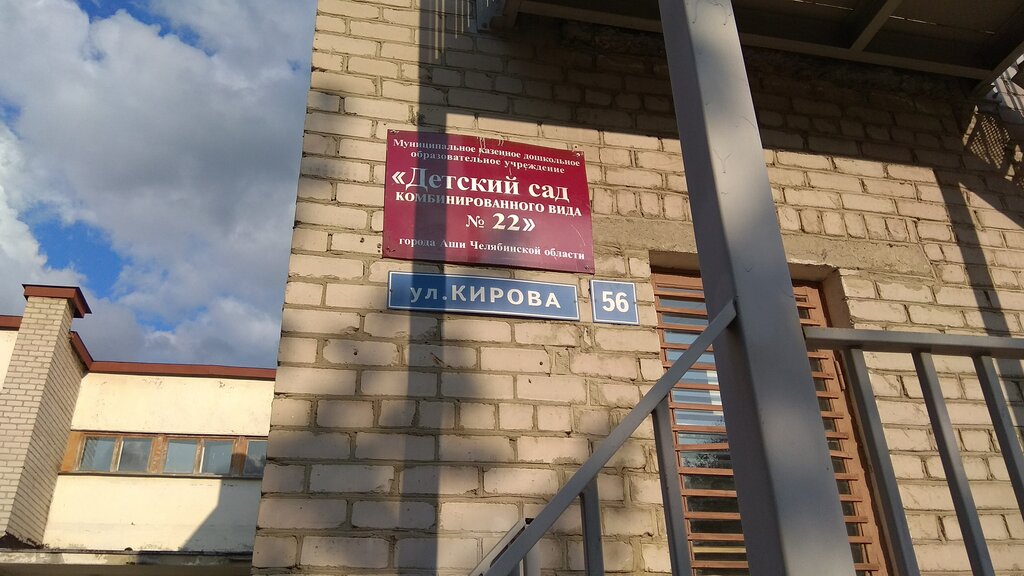 Муниципальное казенное дошкольное
образовательное учреждение
«Детский сад
КОМБИНИРОВАННОГО ВИДА
№ 22»
города Аши Челябинской области
ул.КИРОВА
56